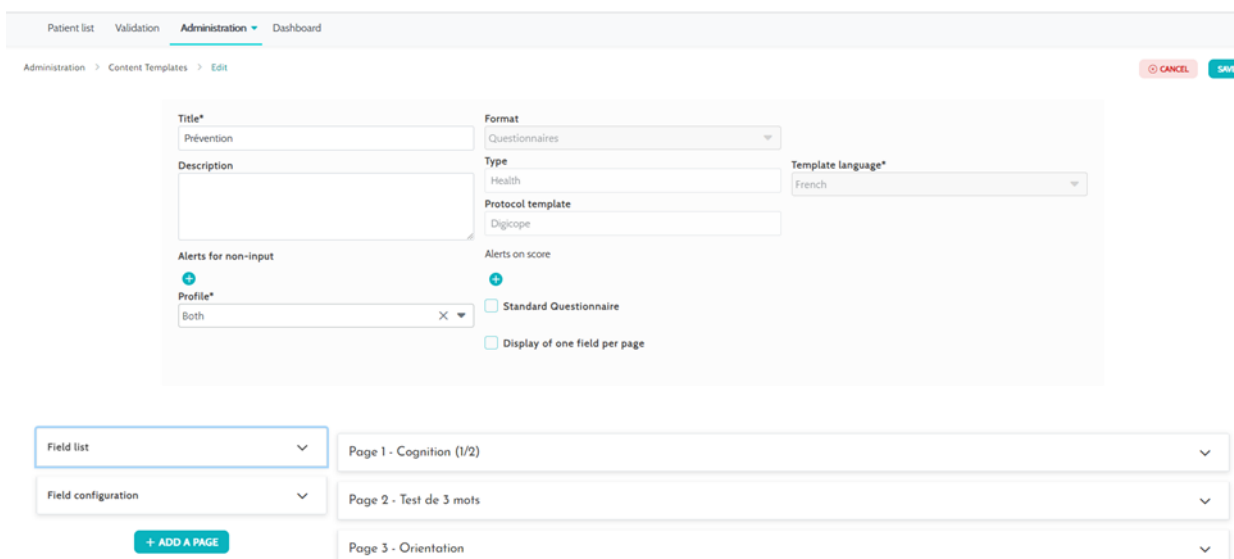 Patient list Validation Administration Dashboard
Administration > Content Templates > Edit
CANCEL
Title*
Prévention
Format
Questionnaires
Description
Type
Health
Template language*
French
Protocol template
Digicope
Alerts for non-input
Alerts on score
Profile*
Both
Standard Questionnaire
Display of one field per page
Field list
Field configuration
+ ADD A PAGE
Page 1 - Cognition (1/2)
Page 2 - Test de 3 mots
Page 3 - Orientation